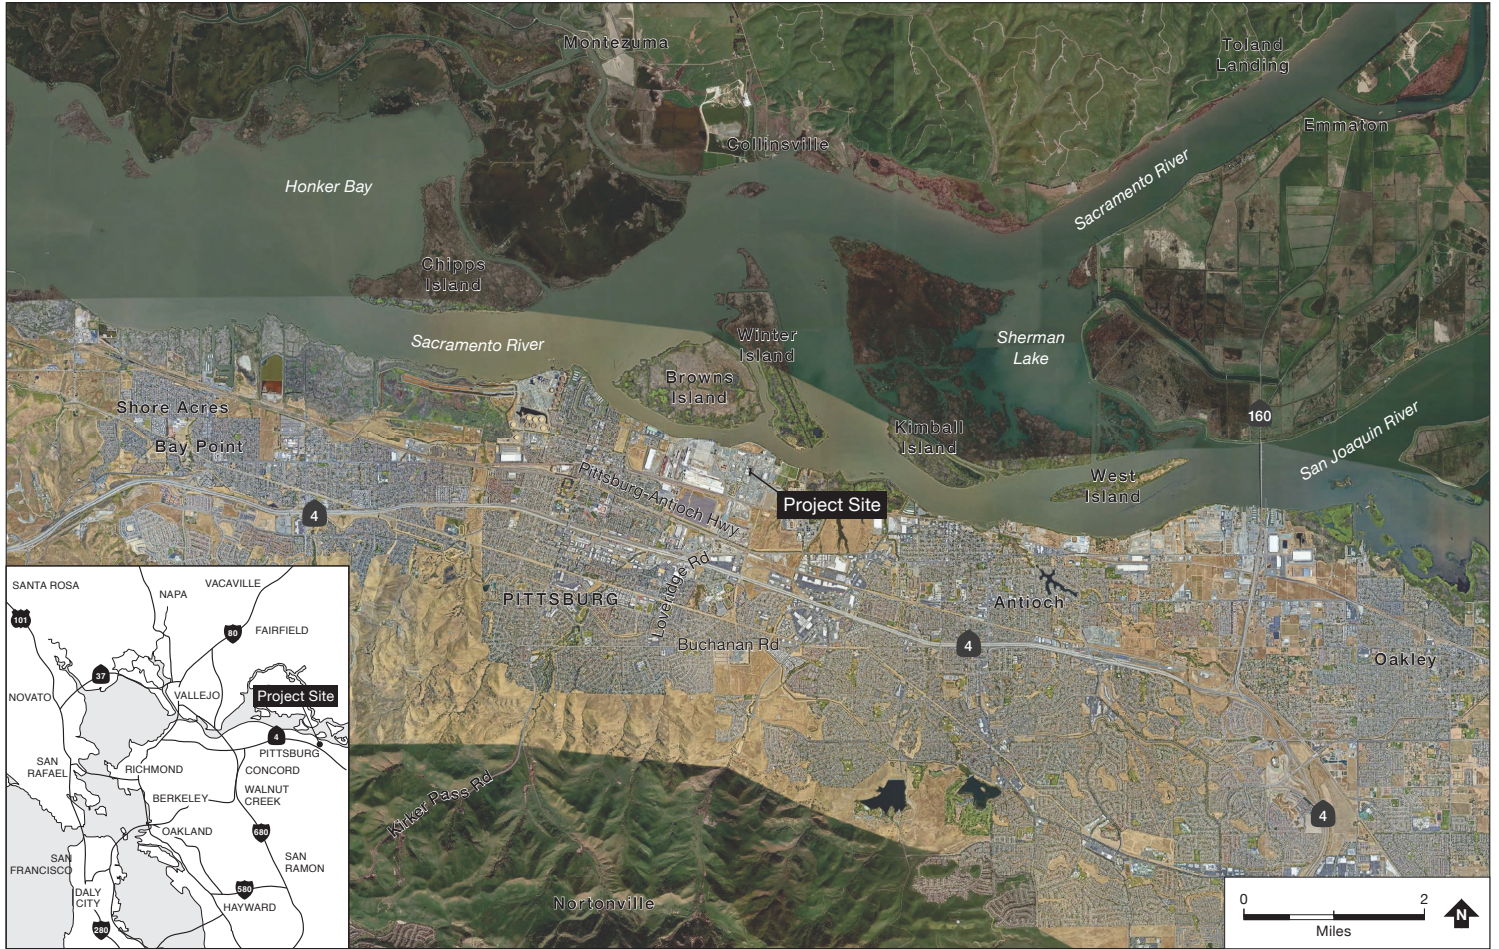 Montezuma
Toland
Landing
Emmaton
Collinsville
Honker Bay
Sacramento River
Chipps
Island
Sacramento River
Winter
Island
Sherman
Lake
Browns
Island
Shore Acres
Bay Point
Kimball
Island
160
San Joaquin River
West
Island
Pittsburg-Antioch Hwy
Project Site
4
Loveridge Rd
PITTSBURG
Antioch
Buchanan Rd
4
Oakley
Kirker Pass Rd
4
Nortonville
SANTA ROSA
VACAVILLE
NAPA
101
80
FAIRFIELD
37
NOVATO
VALLEJO
Project Site
4
PITTSBURG
SAN
RAFAEL
RICHMOND
CONCORD
WALNUT
CREEK
BERKELEY
OAKLAND
680
SAN
FRANCISCO
SAN
RAMON
DALY
CITY
580
HAYWARD
280
0
2
Miles
N